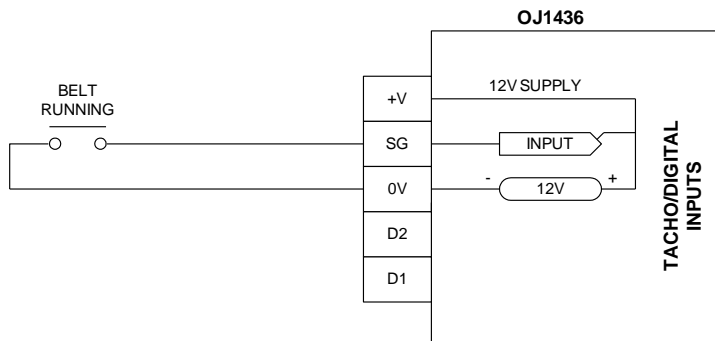 OJ1436
BELT
RUNNING
+V
12V SUPPLY
SG
INPUT
0V
-
12V
+
D2
D1
TACHO/DIGITAL
INPUTS